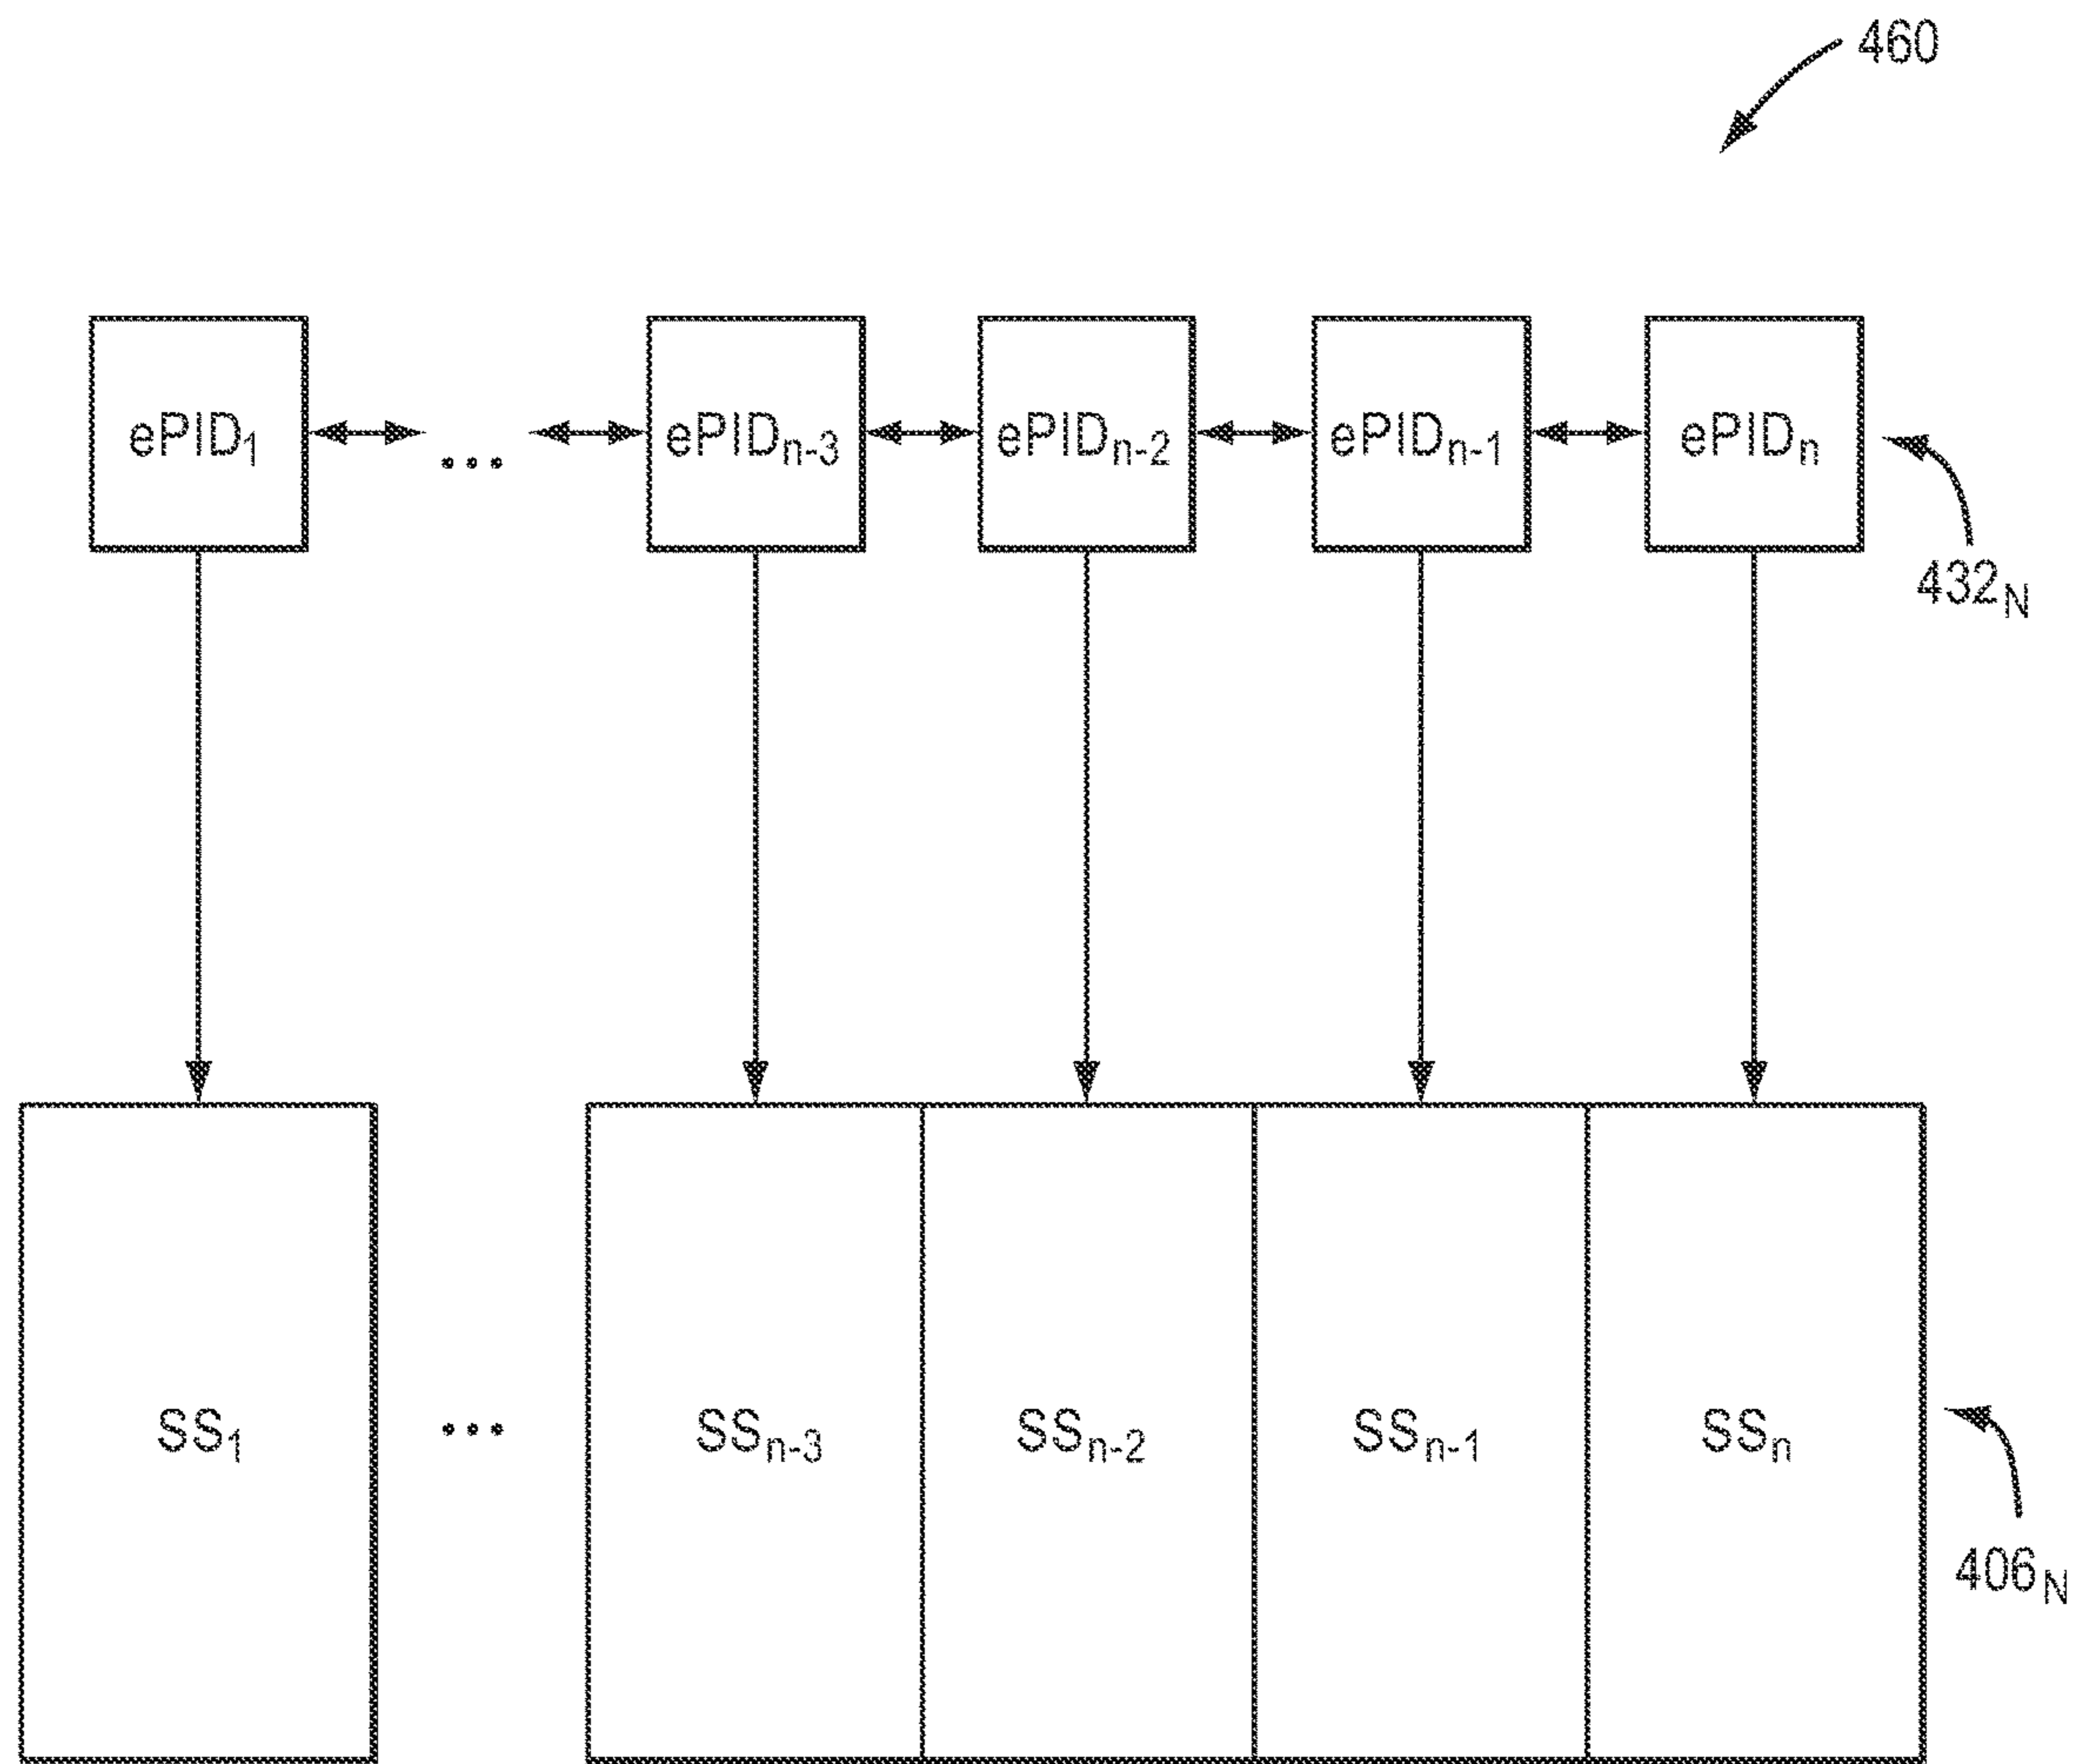 460
ePID1 ... ePIDn-3 ePIDn-2 ePIDn-1 ePIDn
432N
SS1 ... SSn-3 SSn-2 SSn-1 SSn
406N